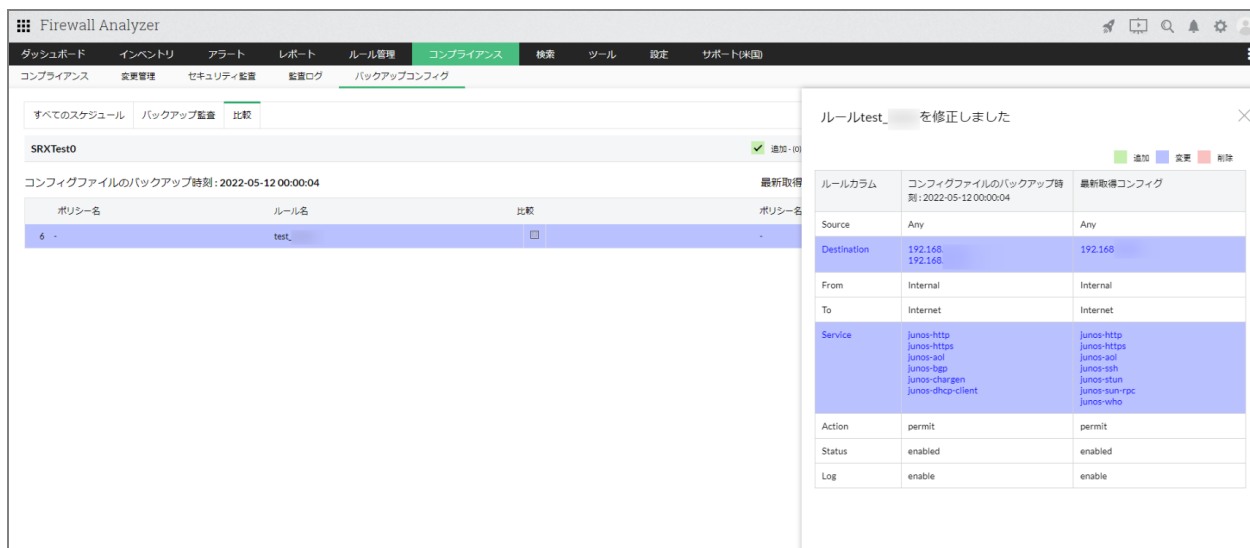 Firewall Analyzer
ダッシュボード インベントリ アラート レポート ルール管理 コンプライアンス 検索 ツール 設定 サポート(米国)
コンプライアンス 変更管理 セキュリティ監査 監査ログ バックアップコンフィグ
すべてのスケジュール バックアップ監査 比較
SRXTest0 追加 - (0)
コンフィグファイルのバックアップ時刻 : 2022-05-12 00:00:04 最新取得
ポリシー名 ルール名 比較 ポリシー名
6 - test_ -
ルールtest_ を修正しました
追加 変更 削除
ルールカラム コンフィグファイルのバックアップ時 最新取得コンフィグ
刻 : 2022-05-12 00:00:04
Source Any Any
Destination 192.168. 192.168
192.168.
From Internal Internal
To Internet Internet
Service junos-http junos-http
junos-https junos-https
junos-aol junos-aol
junos-bgp junos-ssh
junos-chargen junos-stun
junos-dhcp-client junos-sun-rpc
junos-who
Action permit permit
Status enabled enabled
Log enable enable